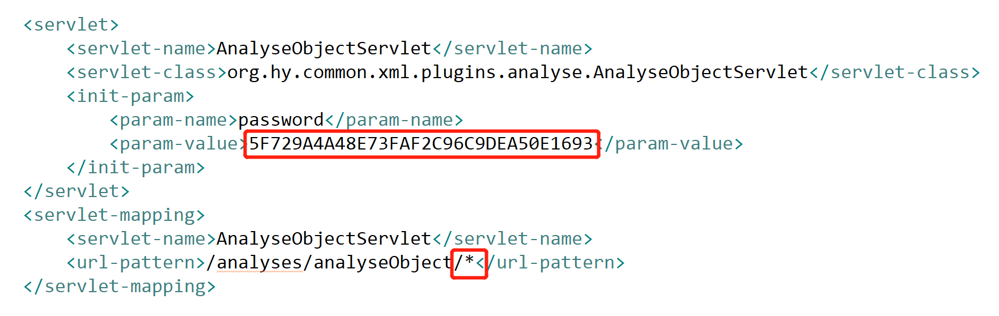 <servlet>
<servlet-name>AnalyseObjectServlet</servlet-name>
<servlet-class>org.hy.common.xml.plugins.analyse.AnalyseObjectServlet</servlet-class>
<init-param>
<param-name>password</param-name>
<param-value>5F729A4A48E73FAF2C96C9DEA50E1693</param-value>
</init-param>
</servlet>
<servlet-mapping>
<servlet-name>AnalyseObjectServlet</servlet-name>
<url-pattern>/analyses/analyseObject/*</url-pattern>
</servlet-mapping>